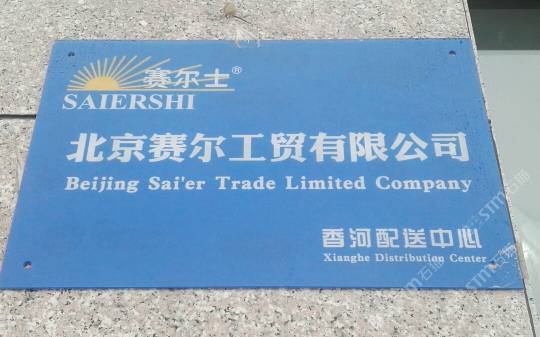 赛尔士®
SAIERSHI
北京赛尔工贸有限公司
Beijing Sai'er Trade Limited Company
香河配送中心
Xianghe Distribution Center